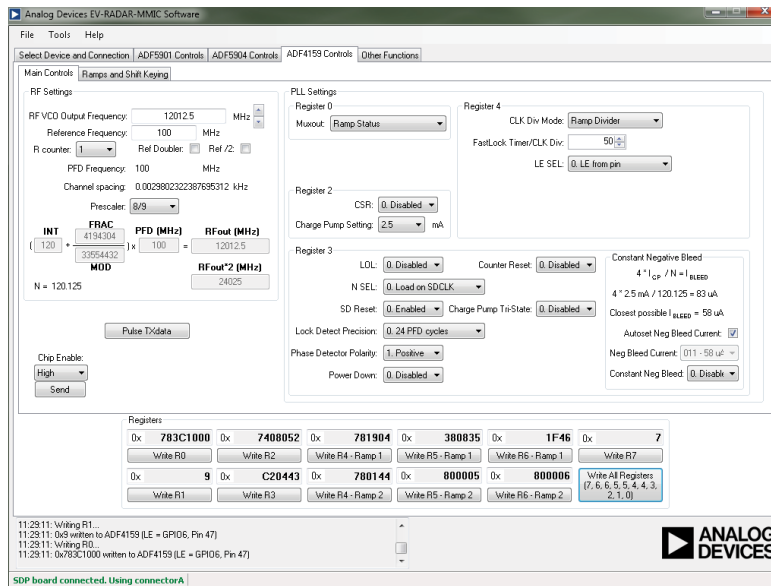 Analog Devices EV-RADAR-MMIC Software
File Tools Help
Select Device and Connection ADF5901 Controls ADF5904 Controls ADF4159 Controls Other Functions
Main Controls Ramps and Shift Keying
RF Settings
RF VCO Output Frequency: 12012.5 MHz
Reference Frequency: 100 MHz
R counter: 1 Ref Doubler: Ref /2:
PFD Frequency: 100 MHz
Channel spacing: 0.0029802322387695312 kHz
Prescaler: 8/9
INT FRAC PFD (MHz) RFout (MHz)
( 120 + 4194304 ) x 100 = 12012.5
33554432
MOD RFout*2 (MHz)
N = 120.125 24025
Pulse TXdata
Chip Enable:
High
Send
PLL Settings
Register 0
Muxout: Ramp Status
Register 4
CLK Div Mode: Ramp Divider
FastLock Timer/CLK Div: 50
LE SEL: 0. LE from pin
Register 2
CSR: 0. Disabled
Charge Pump Setting: 2.5 mA
Register 3
LOL: 0. Disabled Counter Reset: 0. Disabled
N SEL: 0. Load on SDCLK
SD Reset: 0. Enabled Charge Pump Tri-State: 0. Disabled
Lock Detect Precision: 0. 24 PFD cycles
Phase Detector Polarity: 1. Positive
Power Down: 0. Disabled
Constant Negative Bleed
4 * I CP / N = I BLEED
4 * 2.5 mA / 120.125 = 83 uA
Closest possible I BLEED = 58 uA
Autoset Neg Bleed Current:
Neg Bleed Current: 011 - 58 uA
Constant Neg Bleed: 0. Disable
Registers
0x 783C1000 0x 7408052 0x 781904 0x 380835 0x 1F46 0x 7
Write R0 Write R2 Write R4 - Ramp 1 Write R5 - Ramp 1 Write R6 - Ramp 1 Write R7
0x 9 0x C20443 0x 780144 0x 800005 0x 800006 Write All Registers
(7, 6, 6, 5, 5, 4, 4, 3,
2, 1, 0)
Write R1 Write R3 Write R4 - Ramp 2 Write R5 - Ramp 2 Write R6 - Ramp 2
11:29:11: Writing R1...
11:29:11: 0x9 written to ADF4159 (LE = GPIO6, Pin 47)
11:29:11: Writing R0...
11:29:11: 0x783C1000 written to ADF4159 (LE = GPIO6, Pin 47)
ANALOG
DEVICES
SDP board connected. Using connectorA